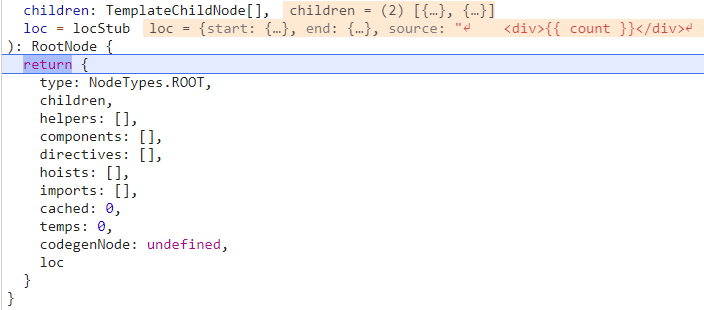 children: TemplateChildNode[], children = (2) [{…}, {…}]
loc = locStub loc = {start: {…}, end: {…}, source: "↵    <div>{{ count }}</div>↵
): RootNode {
return {
type: NodeTypes.ROOT,
children,
helpers: [],
components: [],
directives: [],
hoists: [],
imports: [],
cached: 0,
temps: 0,
codegenNode: undefined,
loc
}
}